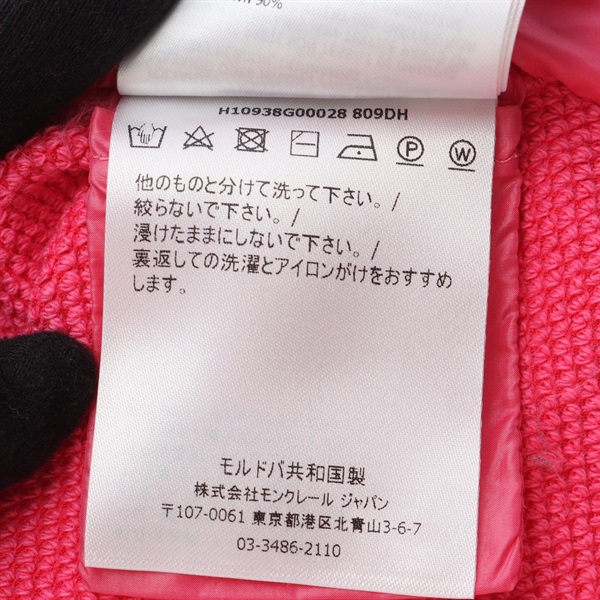 90%
H10938G00028 809DH
P W
他のものと分けて洗って下さい。/
絞らないで下さい。/
浸けたままにしないで下さい。/
裏返しての洗濯とアイロンがけをおすすめ
します。
モルドバ共和国製
株式会社モンクレール ジャパン
〒107-0061 東京都港区北青山3-6-7
03-3486-2110